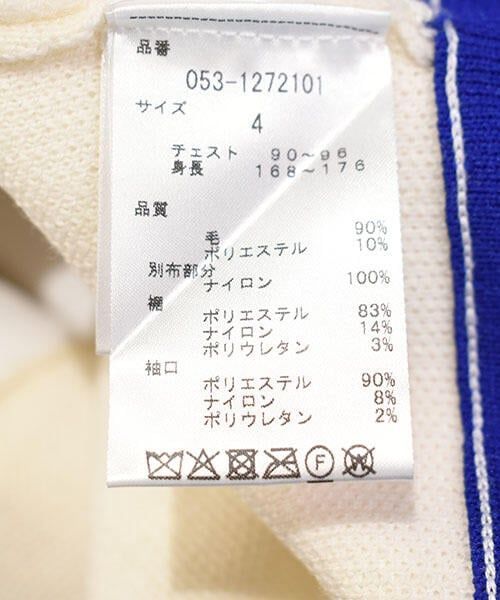 品番
053-1272101
サイズ
4
チェスト 90～96
身長 168～176
品質
毛 90%
ポリエステル 10%
別布部分
ナイロン 100%
裾
ポリエステル 83%
ナイロン 14%
ポリウレタン 3%
袖口
ポリエステル 90%
ナイロン 8%
ポリウレタン 2%
F
W